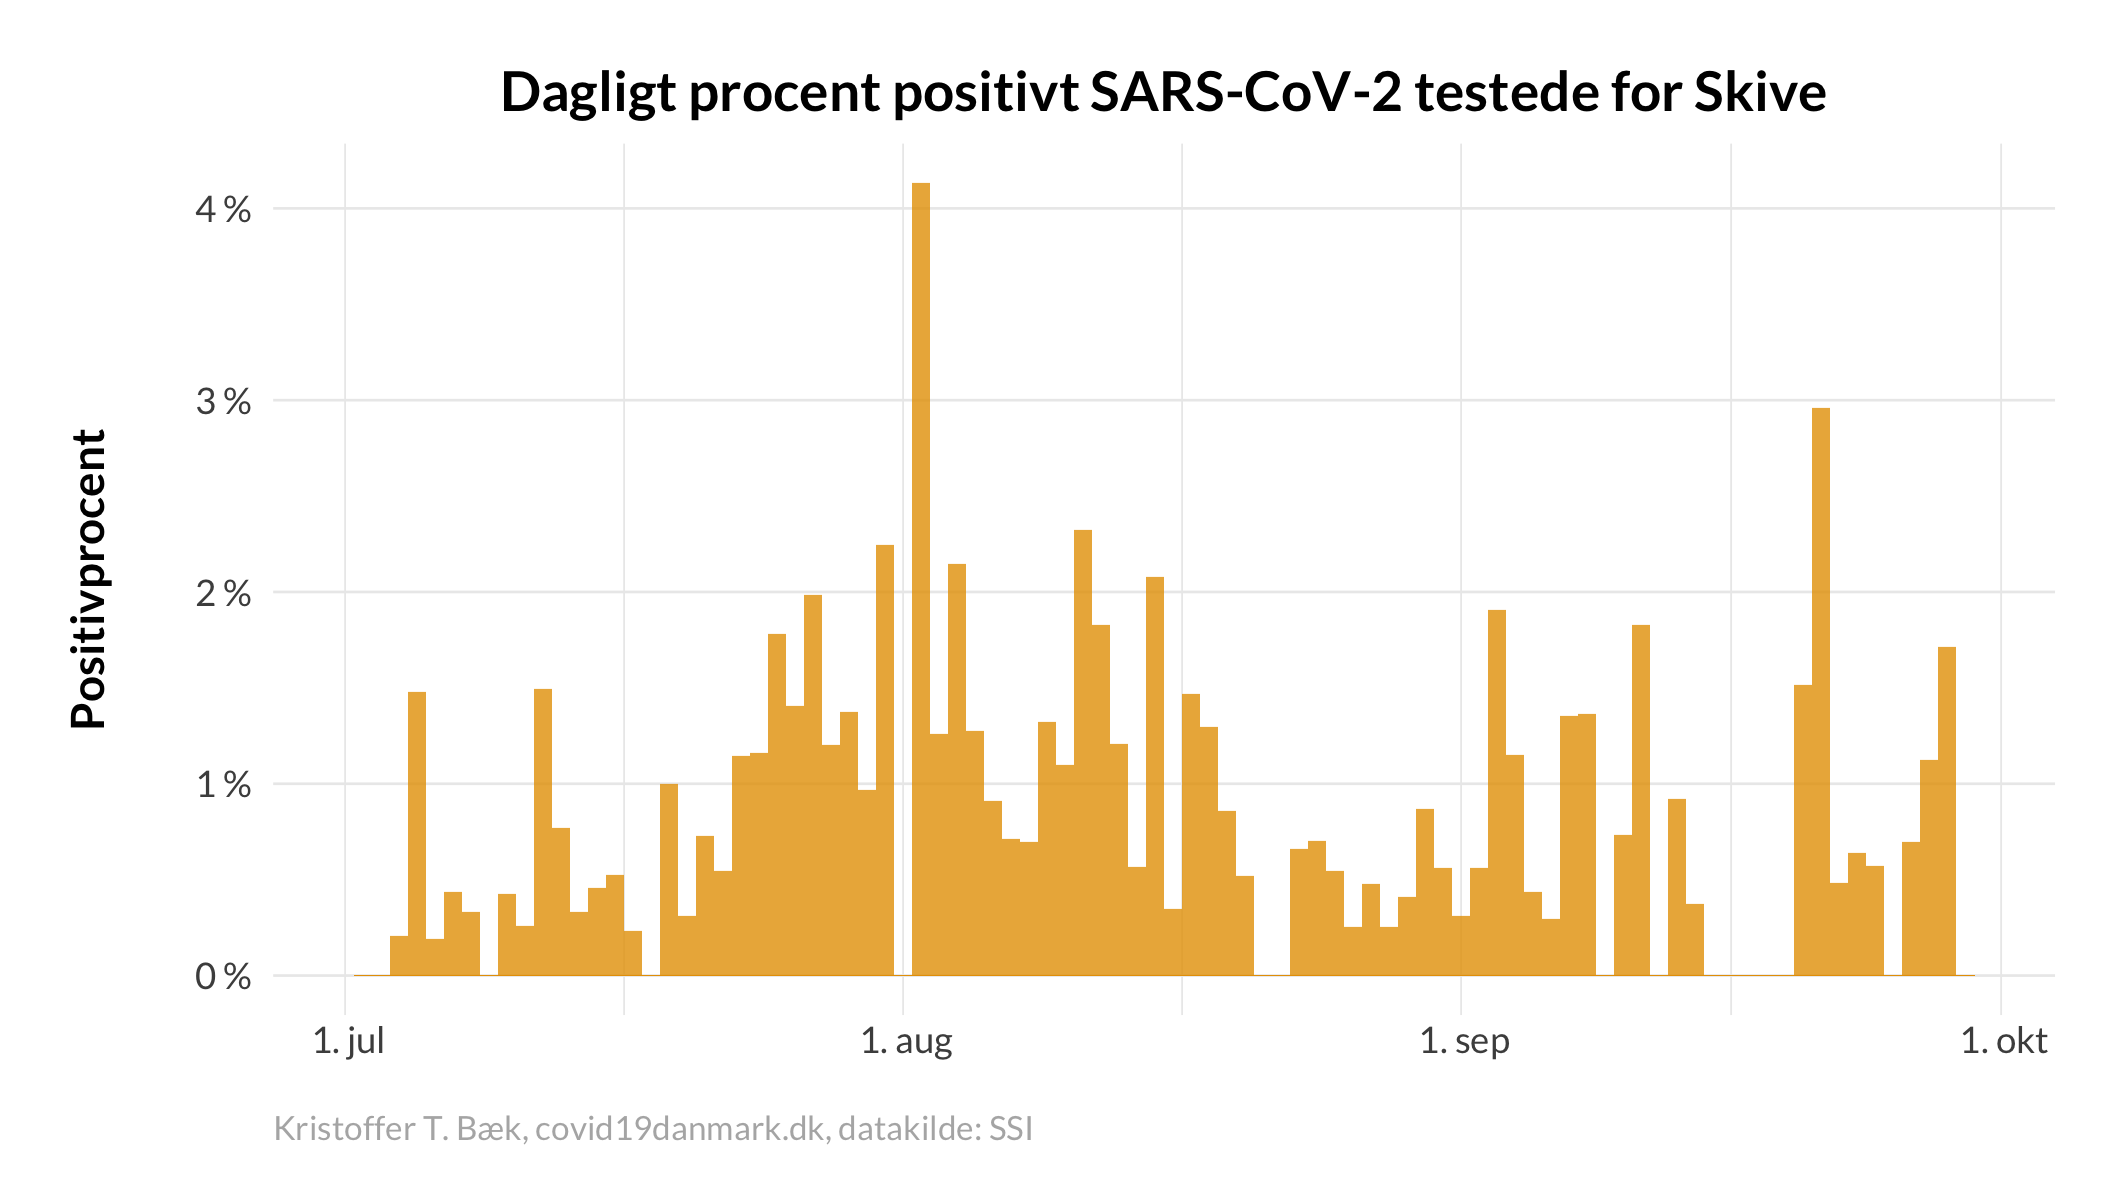 Dagligt procent positivt SARS-CoV-2 testede for Skive
Positivprocent
4 %
3 %
2 %
1 %
0 %
1. jul
1. aug
1. sep
1. okt
Kristoffer T. Bæk, covid19danmark.dk, datakilde: SSI